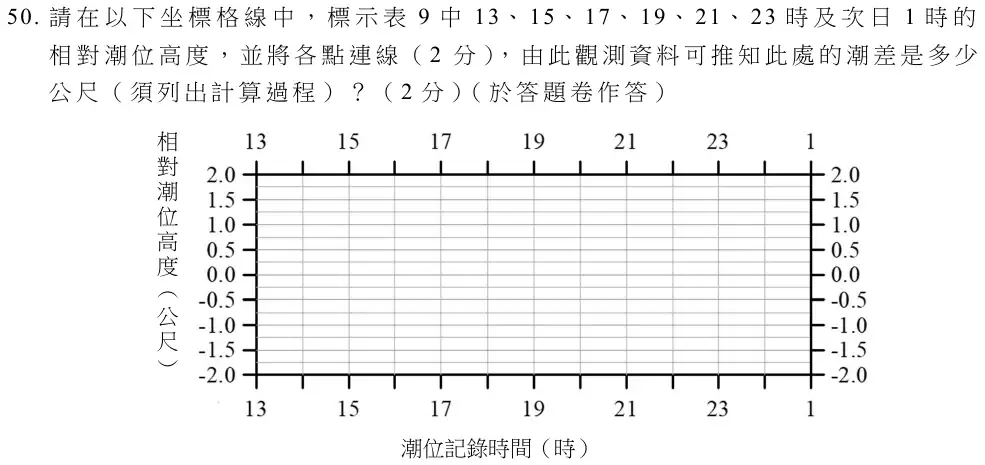 50. 請在以下坐標格線中，標示表 9 中 13、15、17、19、21、23 時及次日 1 時的
相對潮位高度，並將各點連線（2 分），由此觀測資料可推知此處的潮差是多少
公尺（須列出計算過程）？（2 分）（於答題卷作答）
相對潮位高度（公尺）
13 15 17 19 21 23 1
2.0 2.0
1.5 1.5
1.0 1.0
0.5 0.5
0.0 0.0
-0.5 -0.5
-1.0 -1.0
-1.5 -1.5
-2.0 -2.0
13 15 17 19 21 23 1
潮位記錄時間（時）